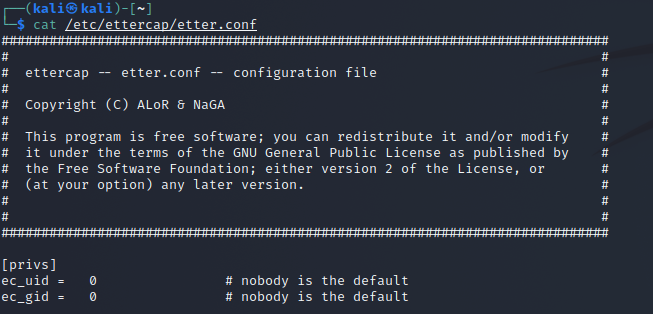 ┌──(kali㉿kali)-[~]
└─$ cat /etc/ettercap/etter.conf
############################################################################
#                                                                          #
#  ettercap -- etter.conf -- configuration file                            #
#                                                                          #
#  Copyright (C) ALoR & NaGA                                               #
#                                                                          #
#  This program is free software; you can redistribute it and/or modify    #
#  it under the terms of the GNU General Public License as published by    #
#  the Free Software Foundation; either version 2 of the License, or       #
#  (at your option) any later version.                                     #
#                                                                          #
#                                                                          #
############################################################################

[privs]
ec_uid = 0 # nobody is the default
ec_gid = 0 # nobody is the default